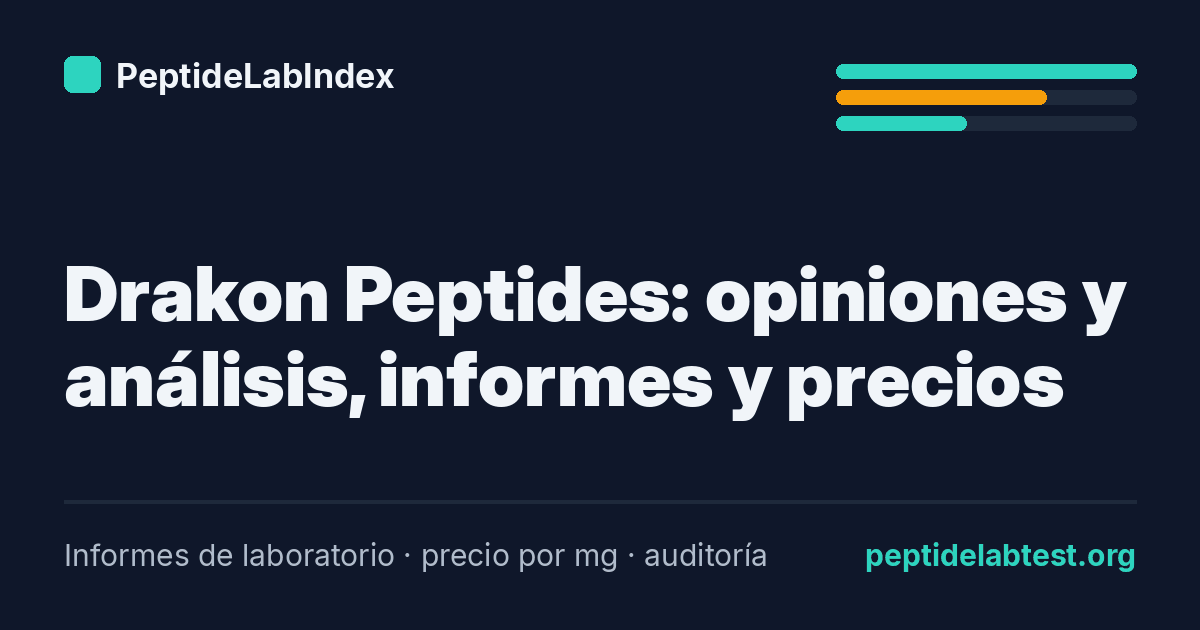 PeptideLabIndex
Drakon Peptides: opiniones y
análisis, informes y precios
Informes de laboratorio · precio por mg · auditoría
peptidelabtest.org